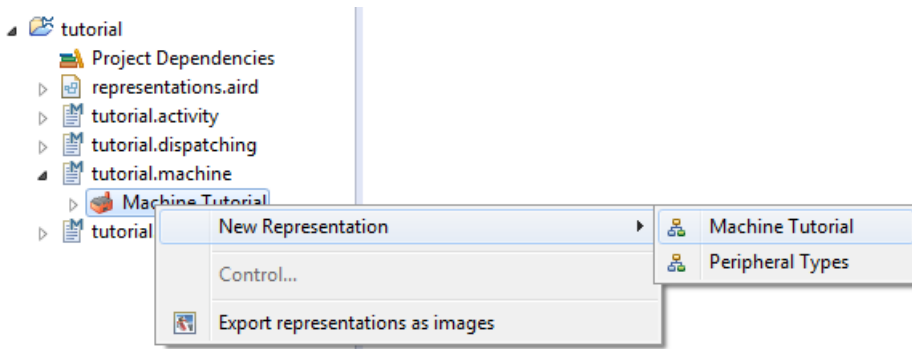 tutorial
Project Dependencies
representations.aird
tutorial.activity
tutorial.dispatching
tutorial.machine
Machine Tutorial
tutorial
New Representation
Machine Tutorial
Peripheral Types
Control...
Export representations as images